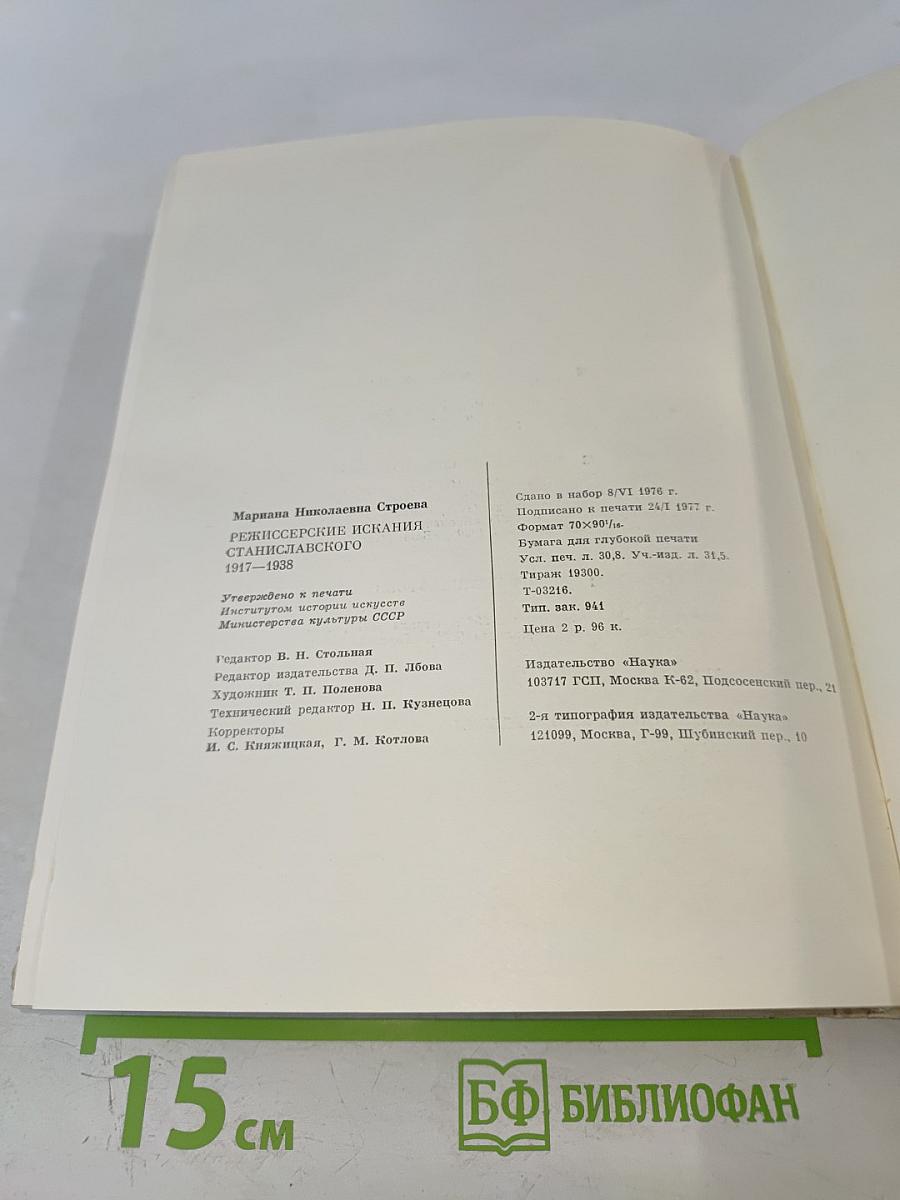 Мариана Николаевна Строева
РЕЖИССЕРСКИЕ ИСКАНИЯ
СТАНИСЛАВСКОГО
1917—1938
Утверждено к печати
Институтом истории искусств
Министерства культуры СССР
Редактор В. Н. Стольная
Редактор издательства Д. П. Лбова
Художник Т. П. Поленова
Технический редактор Н. П. Кузнецова
Корректоры
И. С. Княжицкая, Г. М. Котлова
Сдано в набор 8/VI 1976 г.
Подписано к печати 24/I 1977 г.
Формат 70×90¹/₁₆.
Бумага для глубокой печати
Усл. печ. л. 30,8. Уч.-изд. л. 31,5.
Тираж 19300.
Т-03216.
Тип. зак. 941
Цена 2 р. 96 к.
Издательство «Наука»
103717 ГСП, Москва К-62, Подсосенский пер., 21
2-я типография издательства «Наука»
121099, Москва, Г-99, Шубинский пер., 10
15 см
БФ БИБЛИОФАН